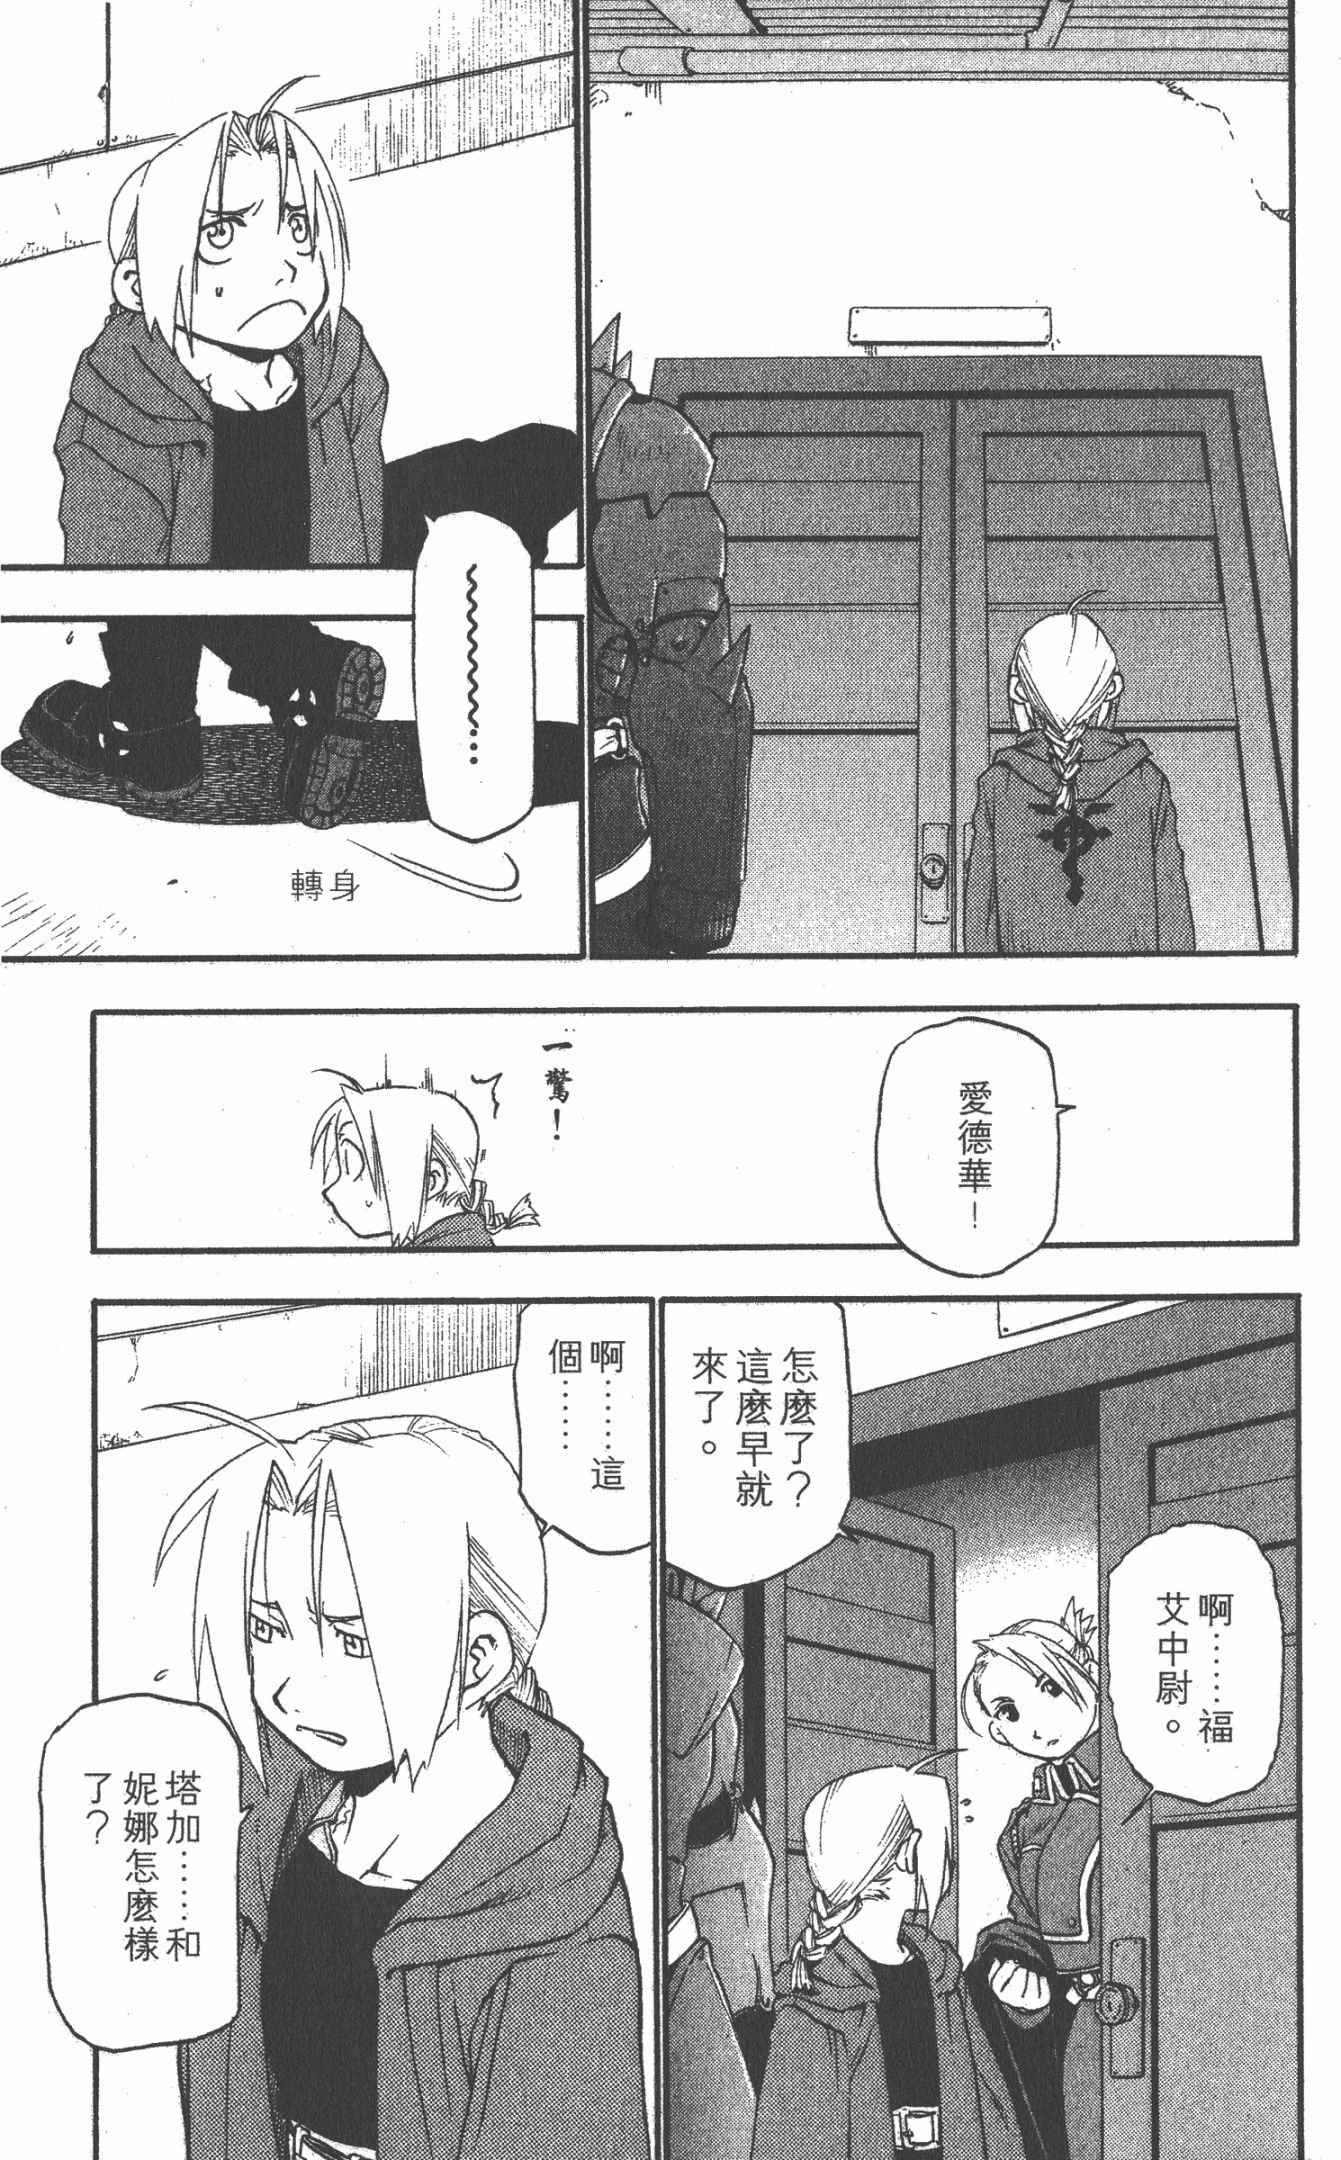 轉身
愛德華！
一驚！
啊……福
艾中尉。
怎麼了？
這麼早就
來了。
啊……這
個……
塔加……和
妮娜怎麼樣
了？